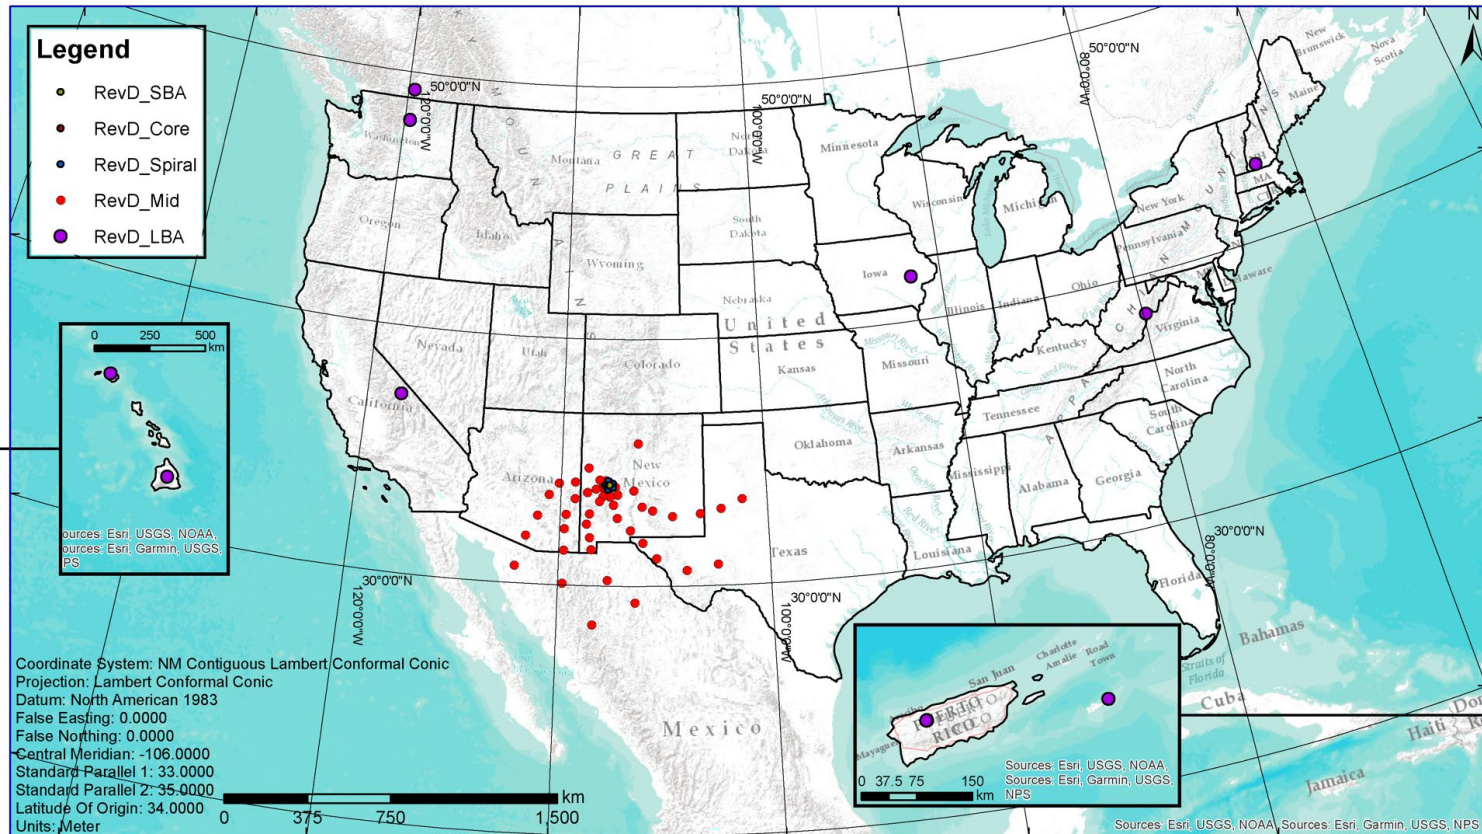 Legend
RevD_SBA
RevD_Core
RevD_Spiral
RevD_Mid
RevD_LBA
N
50°0'0"N
50°0'0"N
50°0'0"N
120°0'0"W
100°0'0"W
80°0'0"W
New Brunswick
Nova Scotia
Maine
Washington
Montana
GREAT
PLAINS
North Dakota
Minnesota
Wisconsin
Michigan
New York
MA
Oregon
Idaho
South Dakota
Wyoming
Iowa
Pennsylvania
Nebraska
Illinois
Indiana
Ohio
Virginia
United
States
Nevada
Utah
Colorado
Kansas
Missouri
Missouri River
Kentucky
California
North Carolina
Tennessee
South Carolina
Oklahoma
Arkansas
Arizona
New Mexico
Mississippi
Alabama
Georgia
Red River
Texas
Louisiana
Florida
30°0'0"N
30°0'0"N
30°0'0"N
120°0'0"W
100°0'0"W
80°0'0"W
0 250 500
km
ources: Esri, USGS, NOAA,
ources: Esri, Garmin, USGS,
PS
Coordinate System: NM Contiguous Lambert Conformal Conic
Projection: Lambert Conformal Conic
Datum: North American 1983
False Easting: 0.0000
False Northing: 0.0000
Central Meridian: -106.0000
Standard Parallel 1: 33.0000
Standard Parallel 2: 35.0000
Latitude Of Origin: 34.0000
Units: Meter
0 375 750 1,500
km
Mexico
Bahamas
Straits of Florida
Cuba
Haiti
Jamaica
San Juan
Charlotte Amalie
Road Town
PUERTO RICO
0 37.5 75 150
km
Sources: Esri, USGS, NOAA,
Sources: Esri, Garmin, USGS,
NPS
Sources: Esri, USGS, NOAA, Sources: Esri, Garmin, USGS, NPS